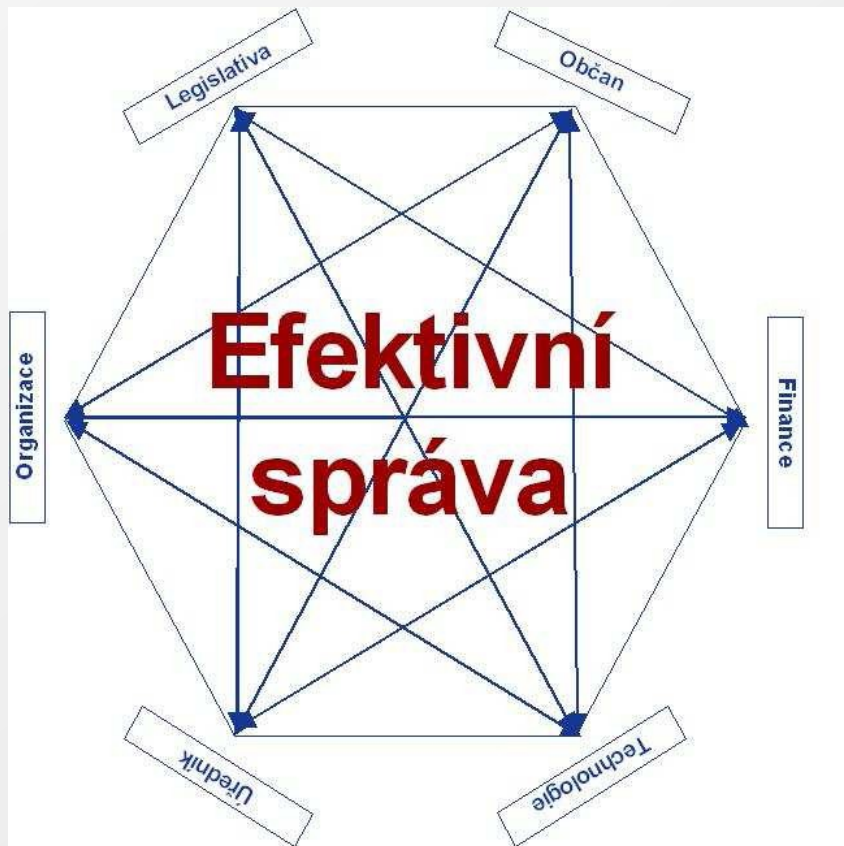 Legislativa
Občan
Efektivní
správa
Organizace
Finance
Úředník
Technologie